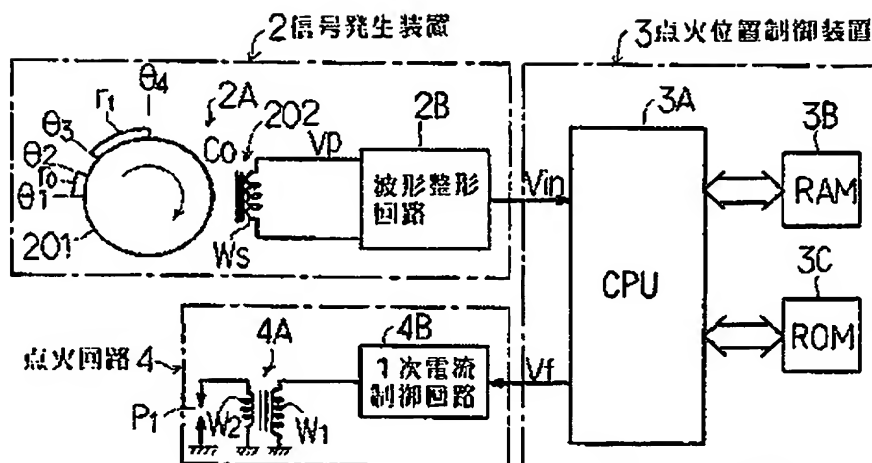 2信号発生装置
3点火位置制御装置
θ4
r1
θ3
θ2
r0
θ1
201
2A
Co
202
Ws
Vp
2B
波形整形
回路
Vin
3A
CPU
3B
RAM
3C
ROM
点火回路4
4A
P1
W2
W1
4B
1次電流
制御回路
Vf